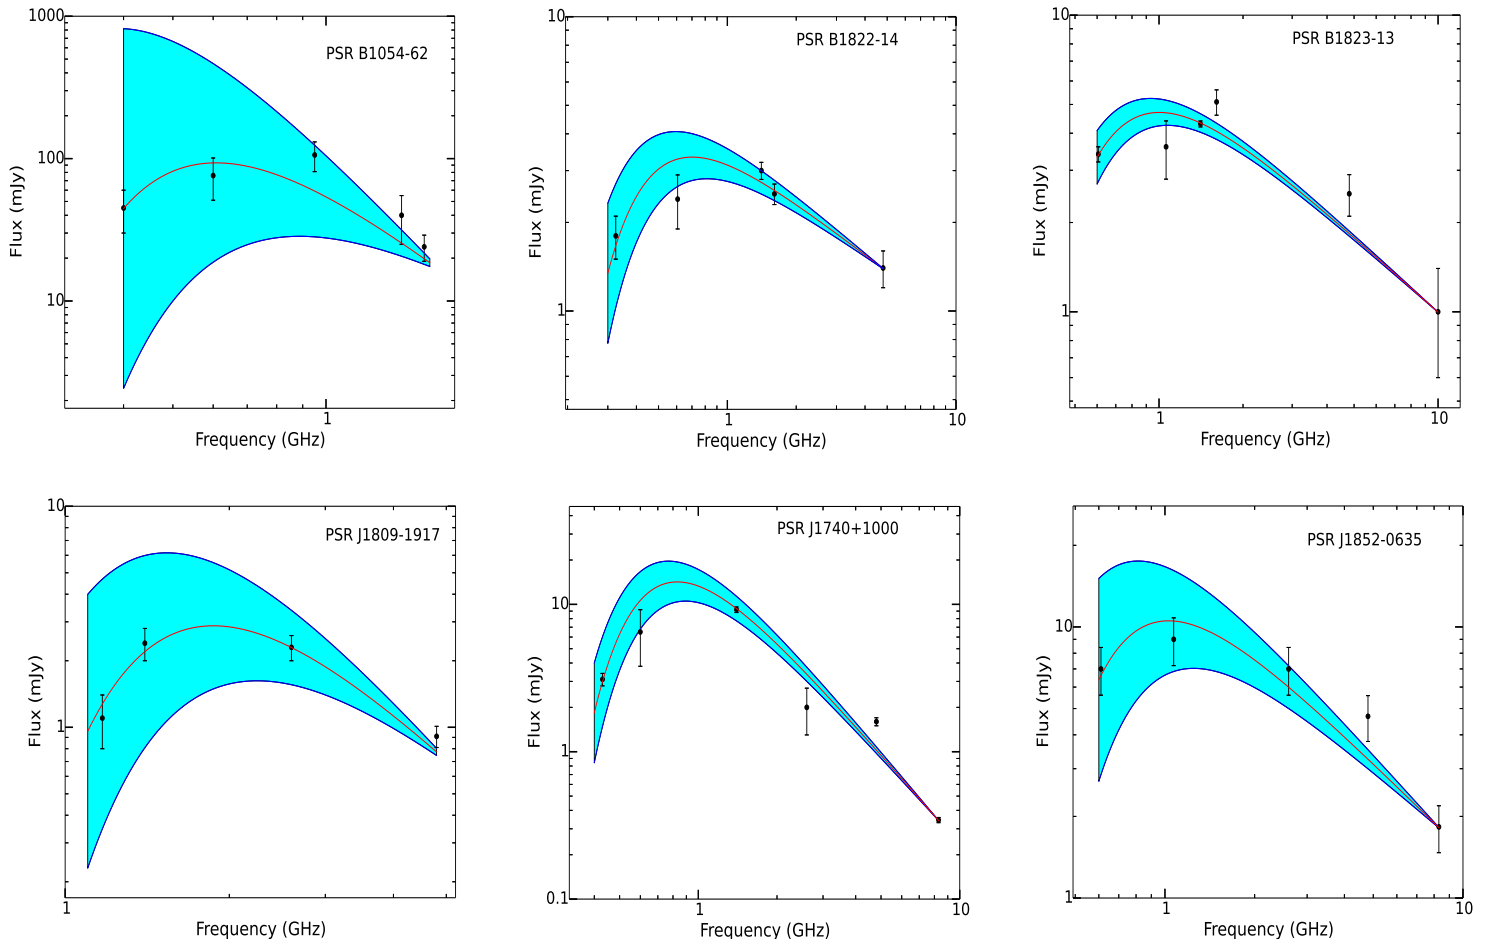 1000
100
10
1
Flux (mJy)
Frequency (GHz)
PSR B1054-62
10
1
1
10
Flux (mJy)
Frequency (GHz)
PSR B1822-14
10
1
1
10
Flux (mJy)
Frequency (GHz)
PSR B1823-13
10
1
1
Flux (mJy)
Frequency (GHz)
PSR J1809-1917
10
1
0.1
1
10
Flux (mJy)
Frequency (GHz)
PSR J1740+1000
10
1
1
10
Flux (mJy)
Frequency (GHz)
PSR J1852-0635